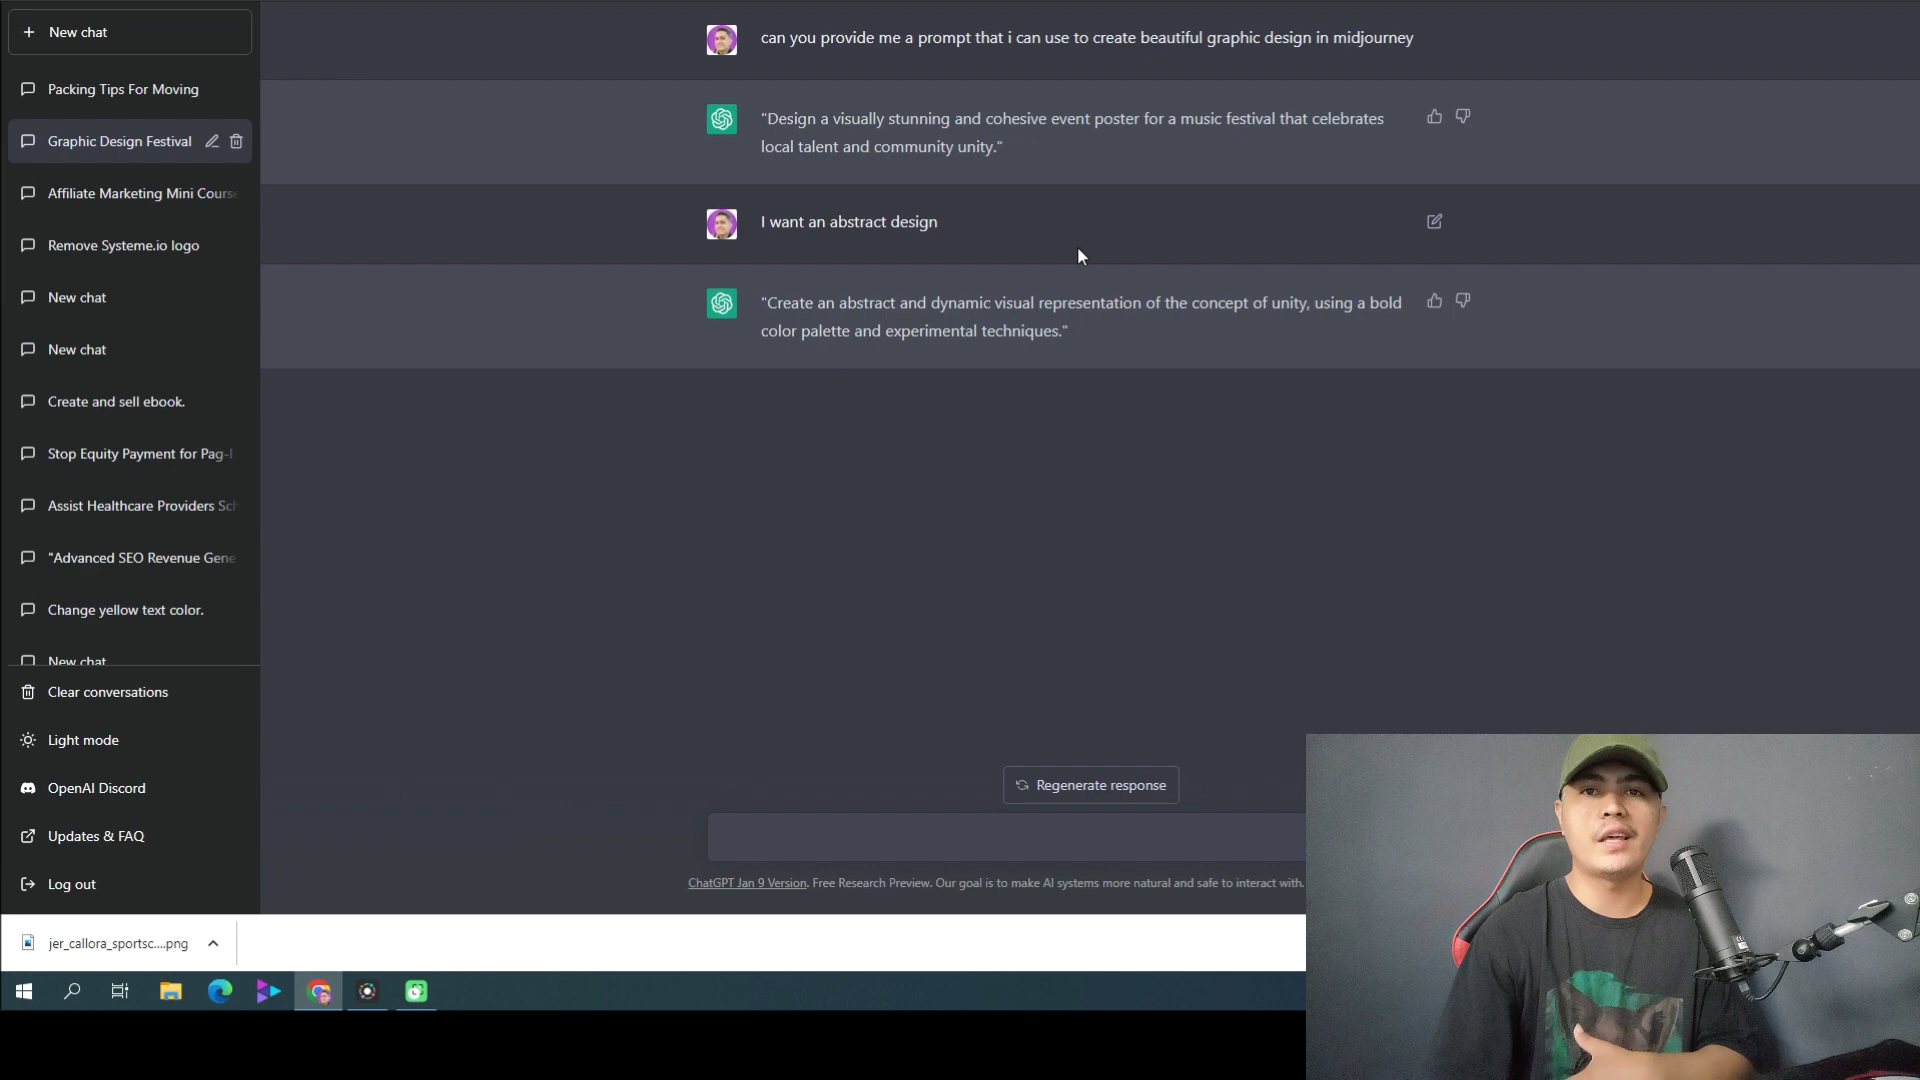 New chat
Packing Tips For Moving
Graphic Design Festival
Affiliate Marketing Mini Course
Remove Systeme.io logo
New chat
New chat
Create and sell ebook.
Stop Equity Payment for Pag-I
Assist Healthcare Providers Sch
"Advanced SEO Revenue Gene
Change yellow text color.
New chat
Clear conversations
Light mode
OpenAI Discord
Updates & FAQ
Log out
can you provide me a prompt that i can use to create beautiful graphic design in midjourney
"Design a visually stunning and cohesive event poster for a music festival that celebrates
local talent and community unity."
I want an abstract design
"Create an abstract and dynamic visual representation of the concept of unity, using a bold
color palette and experimental techniques."
Regenerate response
ChatGPT Jan 9 Version. Free Research Preview. Our goal is to make AI systems more natural and safe to interact with.
jer_callora_sportsc....png